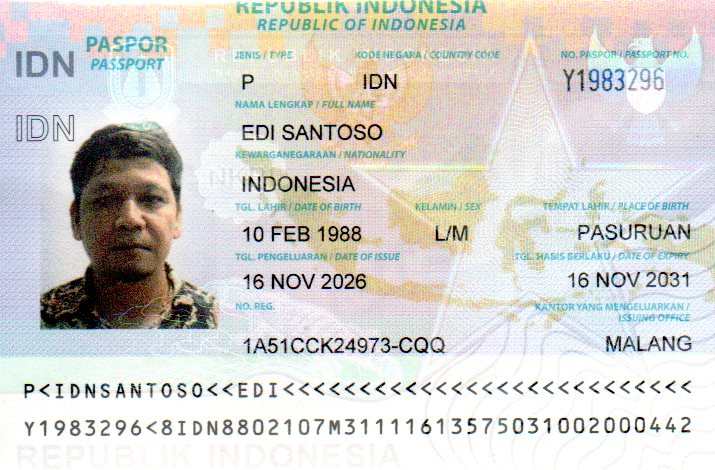 REPUBLIK INDONESIA
REPUBLIC OF INDONESIA
IDN PASPOR
PASSPORT
JENIS / TYPE KODE NEGARA / COUNTRY CODE NO. PASPOR / PASSPORT NO.
P IDN Y1983296
NAMA LENGKAP / FULL NAME
IDN
EDI SANTOSO
KEWARGANEGARAAN / NATIONALITY
INDONESIA
TGL. LAHIR / DATE OF BIRTH KELAMIN / SEX TEMPAT LAHIR / PLACE OF BIRTH
10 FEB 1988 L/M PASURUAN
TGL. PENGELUARAN / DATE OF ISSUE TGL. HABIS BERLAKU / DATE OF EXPIRY
16 NOV 2026 16 NOV 2031
NO. REG. KANTOR YANG MENGELUARKAN /
ISSUING OFFICE
1A51CCK24973-CQQ MALANG
P<IDNSANTOSO<<EDI<<<<<<<<<<<<<<<<<<<<<<<<<<<
Y1983296<8IDN8802107M3111161357503100200​0442
REPUBLIK INDONESIA